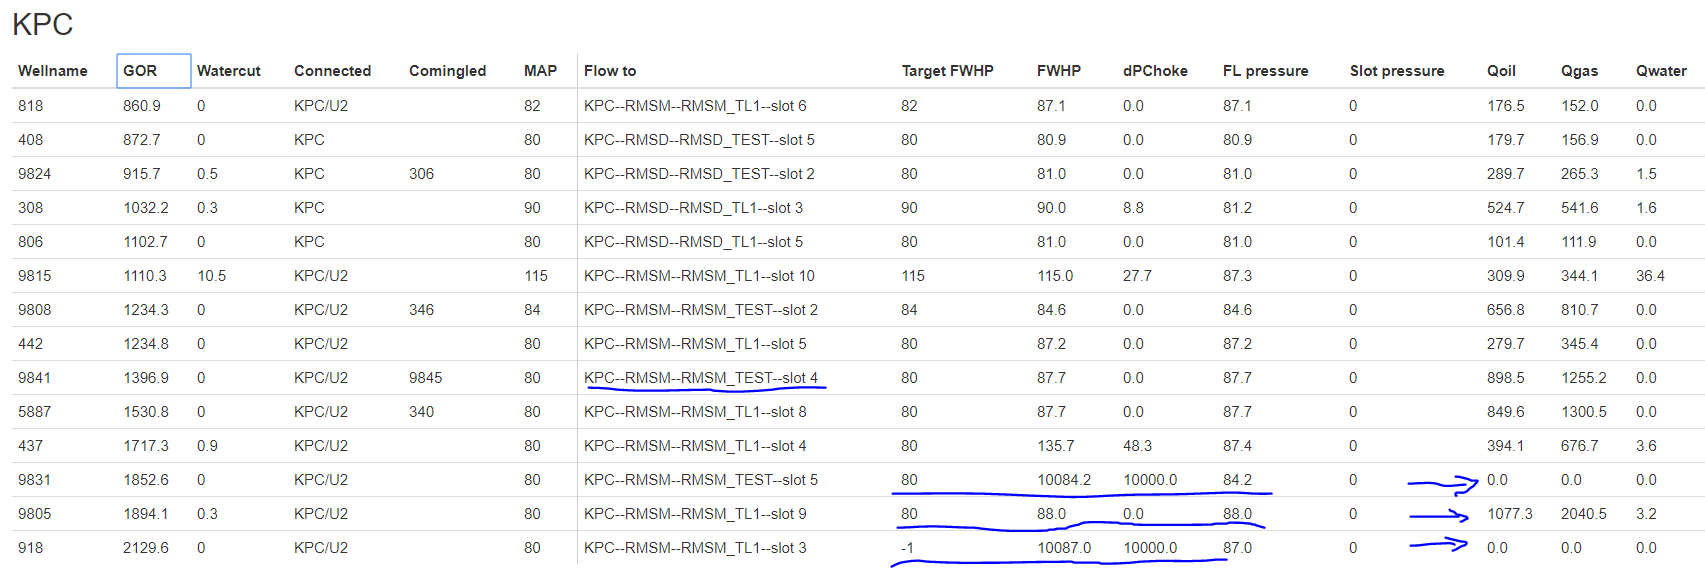 KPC
Wellname GOR Watercut Connected Comingled MAP Flow to Target FWHP FWHP dPChoke FL pressure Slot pressure Qoil Qgas Qwater
818 860.9 0 KPC/U2 82 KPC--RMSM--RMSM_TL1--slot 6 82 87.1 0.0 87.1 0 176.5 152.0 0.0
408 872.7 0 KPC 80 KPC--RMSD--RMSD_TEST--slot 5 80 80.9 0.0 80.9 0 179.7 156.9 0.0
9824 915.7 0.5 KPC 306 80 KPC--RMSD--RMSD_TEST--slot 2 80 81.0 0.0 81.0 0 289.7 265.3 1.5
308 1032.2 0.3 KPC 90 KPC--RMSD--RMSD_TL1--slot 3 90 90.0 8.8 81.2 0 524.7 541.6 1.6
806 1102.7 0 KPC 80 KPC--RMSD--RMSD_TL1--slot 5 80 81.0 0.0 81.0 0 101.4 111.9 0.0
9815 1110.3 10.5 KPC/U2 115 KPC--RMSM--RMSM_TL1--slot 10 115 115.0 27.7 87.3 0 309.9 344.1 36.4
9808 1234.3 0 KPC/U2 346 84 KPC--RMSM--RMSM_TEST--slot 2 84 84.6 0.0 84.6 0 656.8 810.7 0.0
442 1234.8 0 KPC/U2 80 KPC--RMSM--RMSM_TL1--slot 5 80 87.2 0.0 87.2 0 279.7 345.4 0.0
9841 1396.9 0 KPC/U2 9845 80 KPC--RMSM--RMSM_TEST--slot 4 80 87.7 0.0 87.7 0 898.5 1255.2 0.0
5887 1530.8 0 KPC/U2 340 80 KPC--RMSM--RMSM_TL1--slot 8 80 87.7 0.0 87.7 0 849.6 1300.5 0.0
437 1717.3 0.9 KPC/U2 80 KPC--RMSM--RMSM_TL1--slot 4 80 135.7 48.3 87.4 0 394.1 676.7 3.6
9831 1852.6 0 KPC/U2 80 KPC--RMSM--RMSM_TEST--slot 5 80 10084.2 10000.0 84.2 0 0.0 0.0 0.0
9805 1894.1 0.3 KPC/U2 80 KPC--RMSM--RMSM_TL1--slot 9 80 88.0 0.0 88.0 0 1077.3 2040.5 3.2
918 2129.6 0 KPC/U2 80 KPC--RMSM--RMSM_TL1--slot 3 -1 10087.0 10000.0 87.0 0 0.0 0.0 0.0